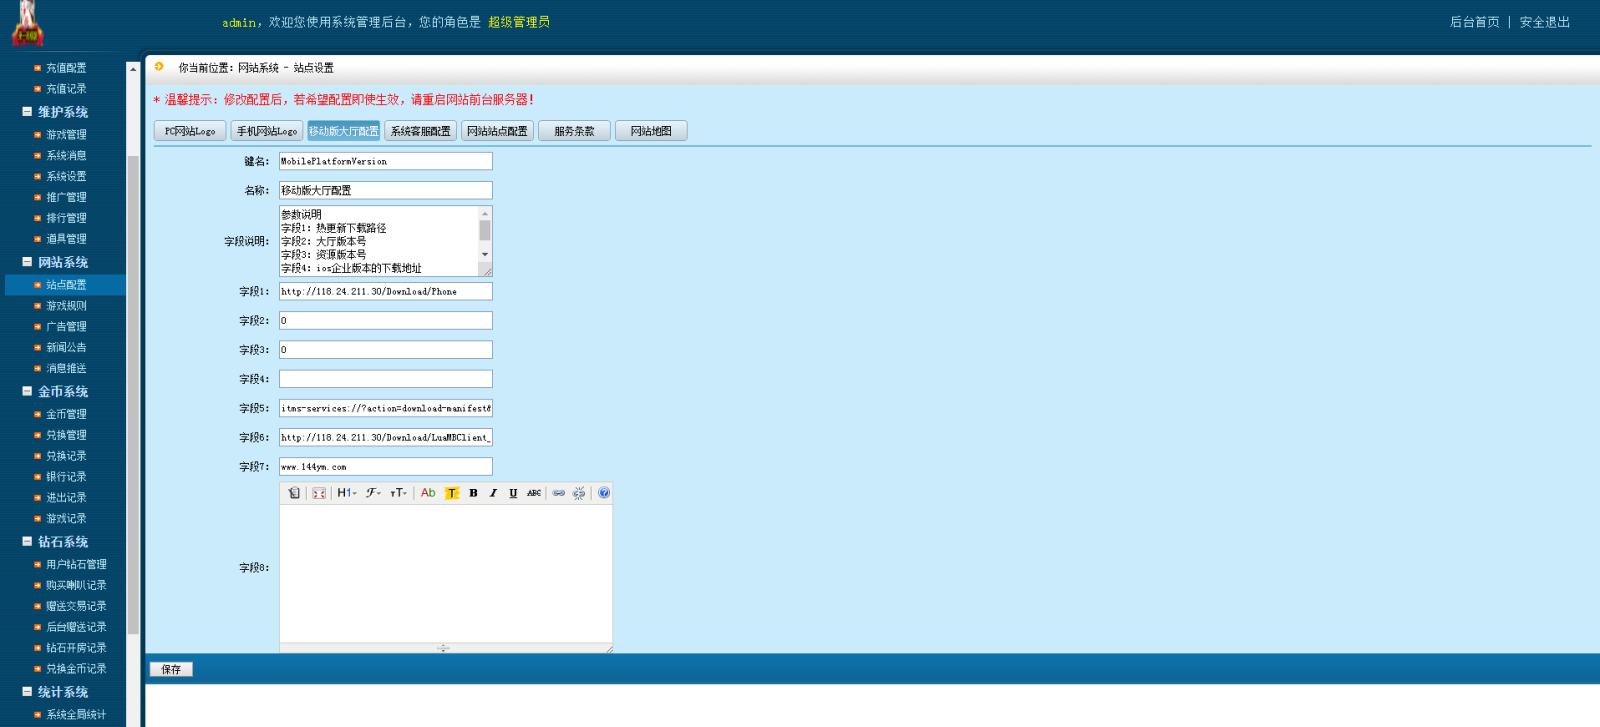 admin，欢迎您使用系统管理后台，您的角色是 超级管理员
后台首页 | 安全退出
充值配置
充值记录
维护系统
游戏管理
系统消息
系统设置
推广管理
排行管理
道具管理
网站系统
站点配置
游戏规则
广告管理
新闻公告
消息推送
金币系统
金币管理
兑换管理
兑换记录
银行记录
进出记录
游戏记录
钻石系统
用户钻石管理
购买喇叭记录
赠送交易记录
后台赠送记录
钻石开房记录
兑换金币记录
统计系统
系统全局统计
你当前位置：网站系统 - 站点设置
* 温馨提示：修改配置后，若希望配置即使生效，请重启网站前台服务器！
PC网站Logo 手机网站Logo 移动版大厅配置 系统客服配置 网站站点配置 服务条款 网站地图
键名： MobilePlatformVersion
名称： 移动版大厅配置
字段说明： 参数说明
字段1：热更新下载路径
字段2：大厅版本号
字段3：资源版本号
字段4：ios企业版本的下载地址
字段1： http://118.24.211.30/Download/Phone
字段2： 0
字段3： 0
字段4：
字段5： itms-services://?action=download-manifest&
字段6： http://118.24.211.30/Download/LuaMBClient_
字段7： www.144ym.com
H1 F TT Ab T B I U ABC
字段8：
保存